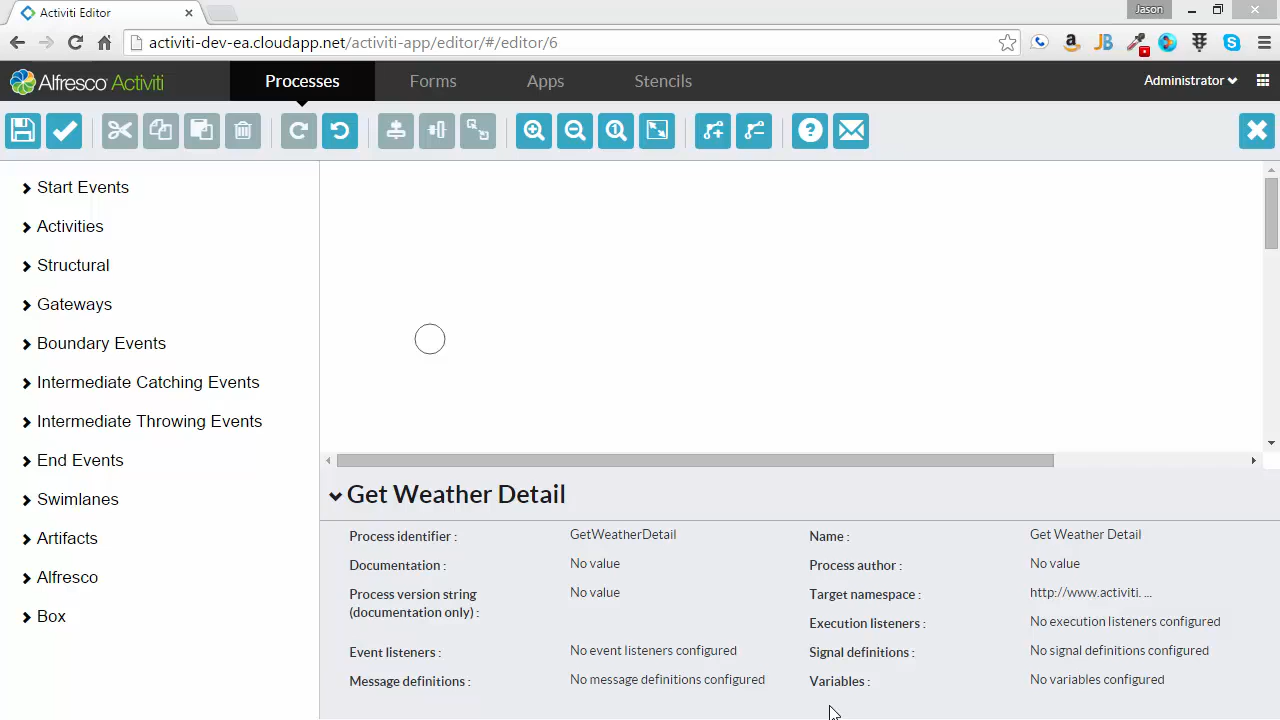 Activiti Editor
Jason
activiti-dev-ea.cloudapp.net/activiti-app/editor/#/editor/6
Alfresco Activiti
Processes
Forms
Apps
Stencils
Administrator
Start Events
Activities
Structural
Gateways
Boundary Events
Intermediate Catching Events
Intermediate Throwing Events
End Events
Swimlanes
Artifacts
Alfresco
Box
Get Weather Detail
Process identifier : GetWeatherDetail Name : Get Weather Detail
Documentation : No value Process author : No value
Process version string No value Target namespace : http://www.activiti. ...
(documentation only) :
Execution listeners : No execution listeners configured
Event listeners : No event listeners configured Signal definitions : No signal definitions configured
Message definitions : No message definitions configured Variables : No variables configured